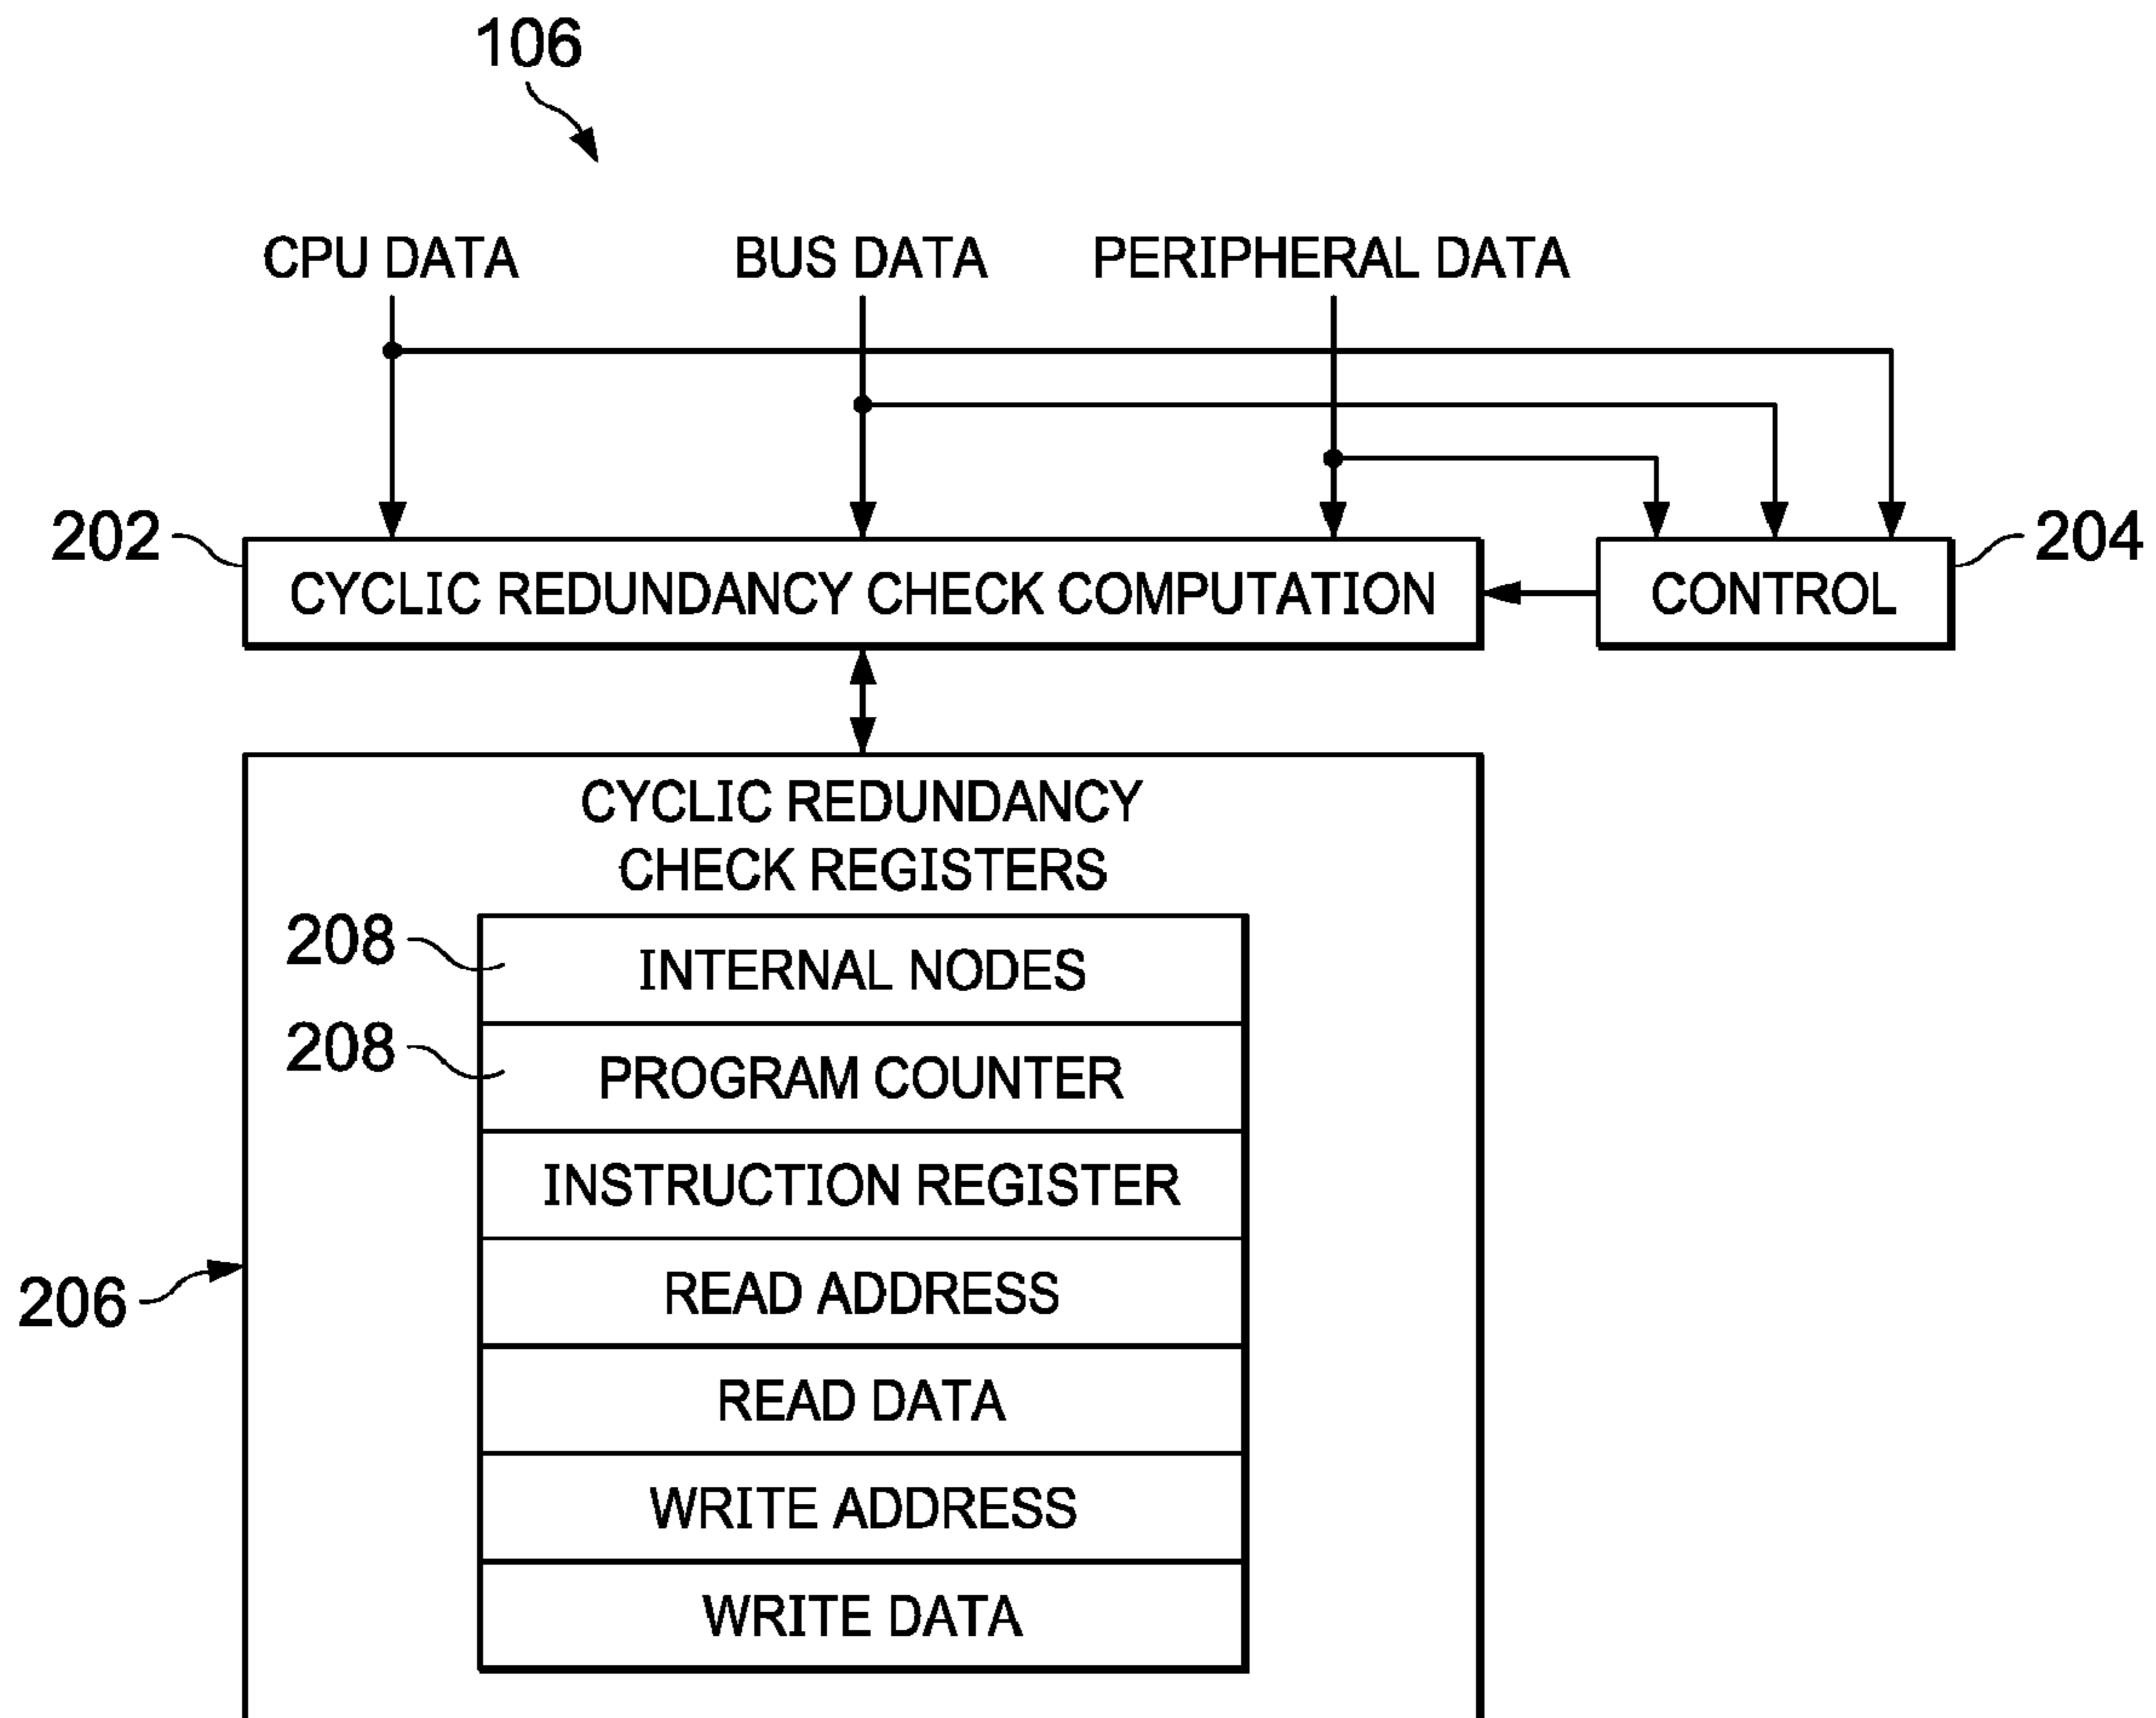 106
CPU DATA
BUS DATA
PERIPHERAL DATA
202
CYCLIC REDUNDANCY CHECK COMPUTATION
CONTROL
204
CYCLIC REDUNDANCY
CHECK REGISTERS
208
INTERNAL NODES
208
PROGRAM COUNTER
INSTRUCTION REGISTER
206
READ ADDRESS
READ DATA
WRITE ADDRESS
WRITE DATA